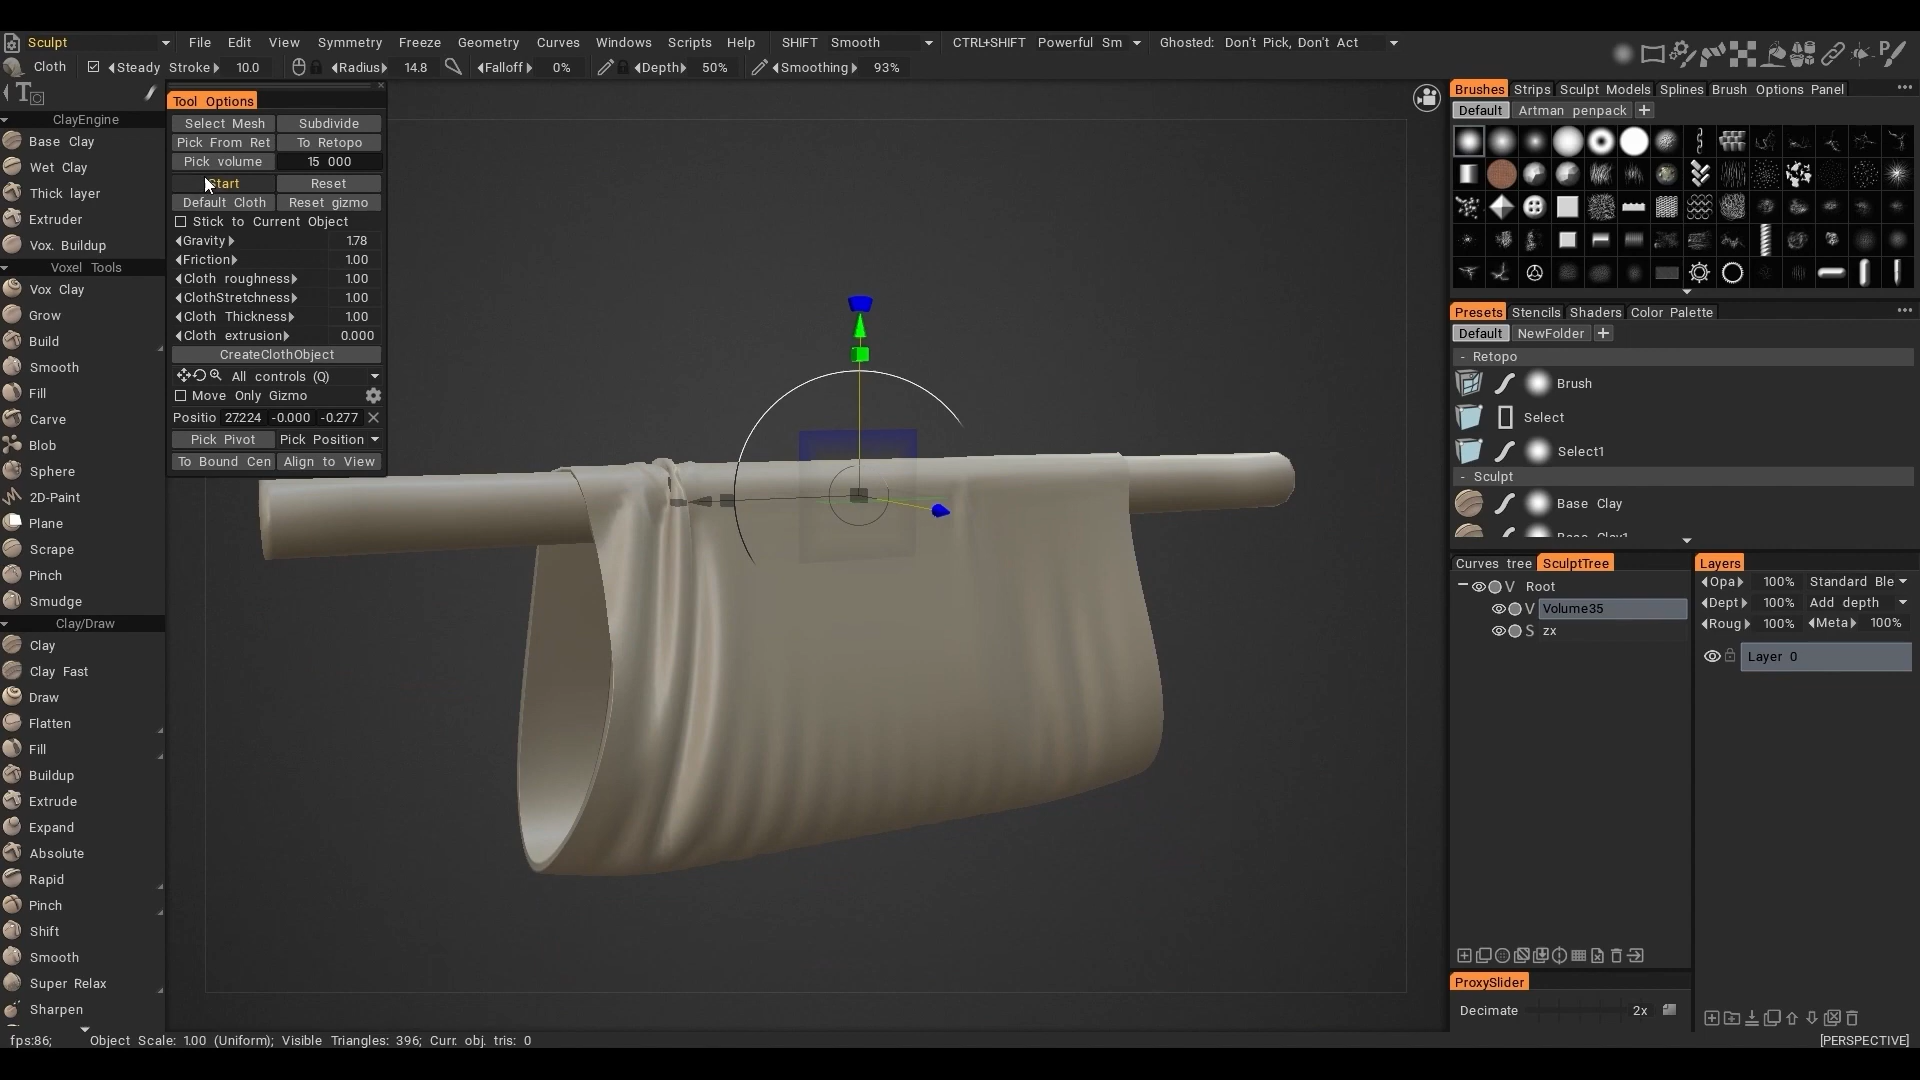 Sculpt File Edit View Symmetry Freeze Geometry Curves Windows Scripts Help SHIFT Smooth CTRL+SHIFT Powerful Sm Ghosted: Don't Pick, Don't Act
Cloth Steady Stroke 10.0 Radius 14.8 Falloff 0% Depth 50% Smoothing 93%
Tool Options
Select Mesh Subdivide
Pick From Ret To Retopo
Pick volume 15 000
Start Reset
Default Cloth Reset gizmo
Stick to Current Object
Gravity 1.78
Friction 1.00
Cloth roughness 1.00
ClothStretchness 1.00
Cloth Thickness 1.00
Cloth extrusion 0.000
CreateClothObject
All controls (Q)
Move Only Gizmo
Positio 27.224 -0.000 -0.277
Pick Pivot Pick Position
To Bound Cen Align to View
ClayEngine
Base Clay
Wet Clay
Thick layer
Extruder
Vox. Buildup
Voxel Tools
Vox Clay
Grow
Build
Smooth
Fill
Carve
Blob
Sphere
2D-Paint
Plane
Scrape
Pinch
Smudge
Clay/Draw
Clay
Clay Fast
Draw
Flatten
Fill
Buildup
Extrude
Expand
Absolute
Rapid
Pinch
Shift
Smooth
Super Relax
Sharpen
Brushes Strips Sculpt Models Splines Brush Options Panel
Default Artman penpack
Presets Stencils Shaders Color Palette
Default NewFolder
- Retopo
Brush
Select
Select1
- Sculpt
Base Clay
Base Clay1
Curves tree SculptTree
Root
V Volume35
S zx
Layers
Opa 100% Standard Ble
Dept 100% Add depth
Roug 100% Meta 100%
Layer 0
ProxySlider
Decimate 2x
fps:86; Object Scale: 1.00 (Uniform); Visible Triangles: 396; Curr. obj. tris: 0 [PERSPECTIVE]